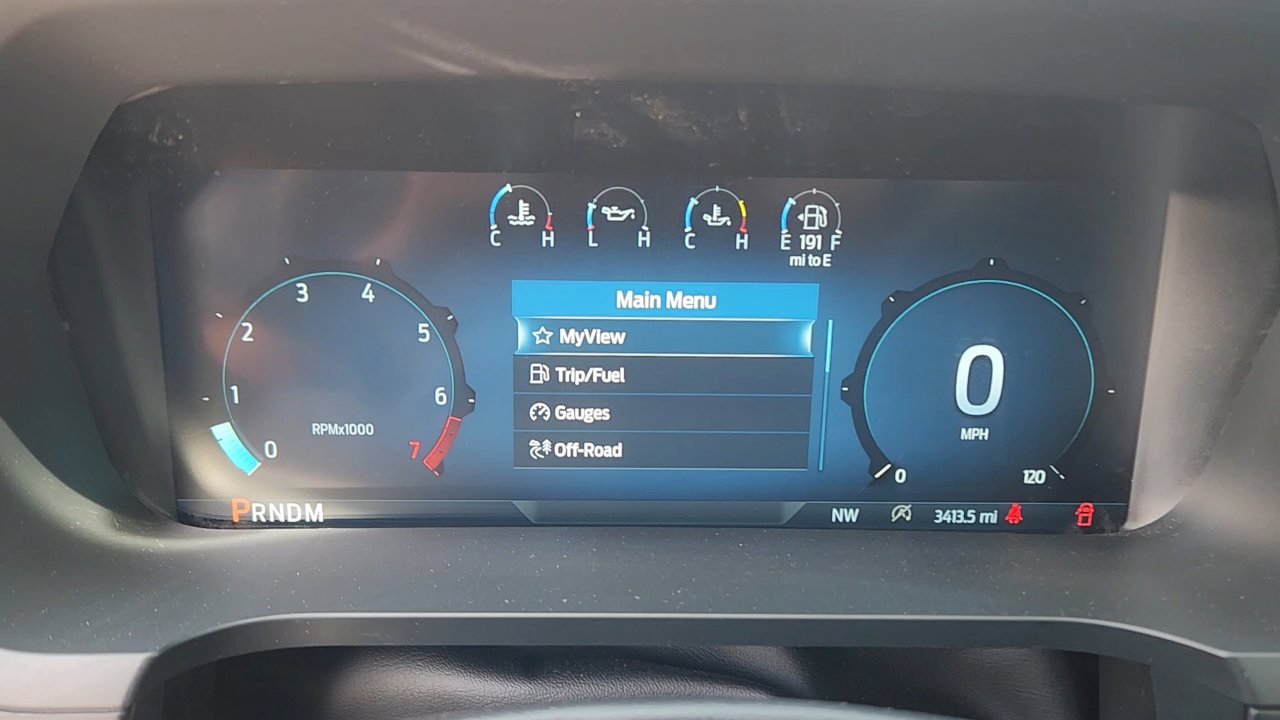 C H L H C H E 191 F
mi to E
Main Menu
MyView
Trip/Fuel
Gauges
Off-Road
0 1 2 3 4 5 6 7
RPMx1000
0
MPH
0 120
PRNDM
NW 3413.5 mi